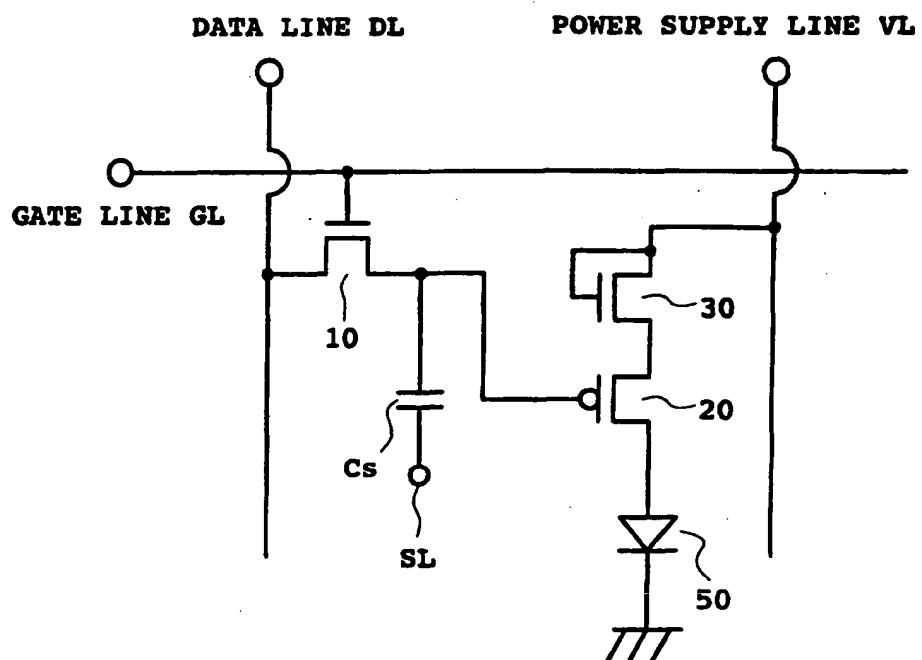 DATA LINE DL
POWER SUPPLY LINE VL
GATE LINE GL
10
30
20
Cs
SL
50